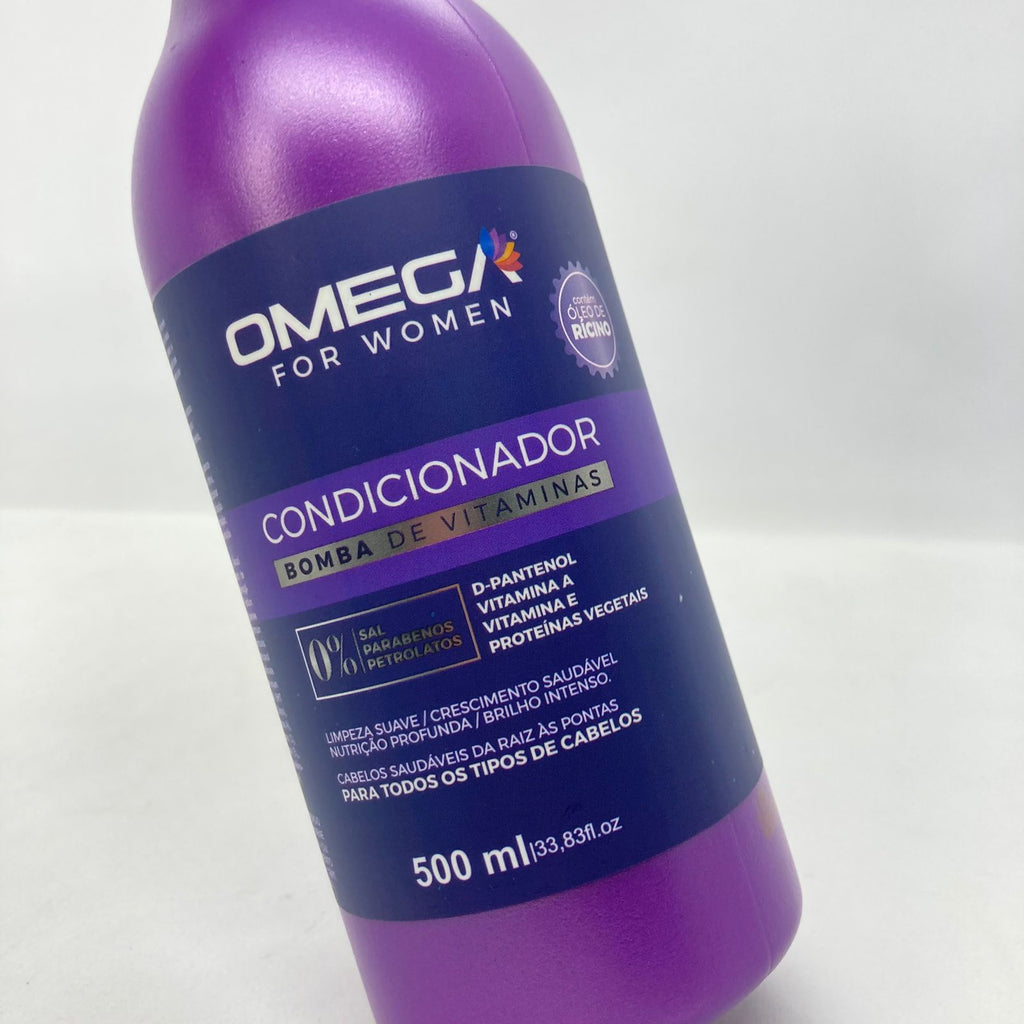 OMEGA®
FOR WOMEN
contém
ÓLEO DE
RÍCINO
CONDICIONADOR
BOMBA DE VITAMINAS
0%
SAL
PARABENOS
PETROLATOS
D-PANTENOL
VITAMINA A
VITAMINA E
PROTEÍNAS VEGETAIS
LIMPEZA SUAVE / CRESCIMENTO SAUDÁVEL
NUTRIÇÃO PROFUNDA / BRILHO INTENSO.
CABELOS SAUDÁVEIS DA RAIZ ÀS PONTAS
PARA TODOS OS TIPOS DE CABELOS
500 ml|33,83fl.oz